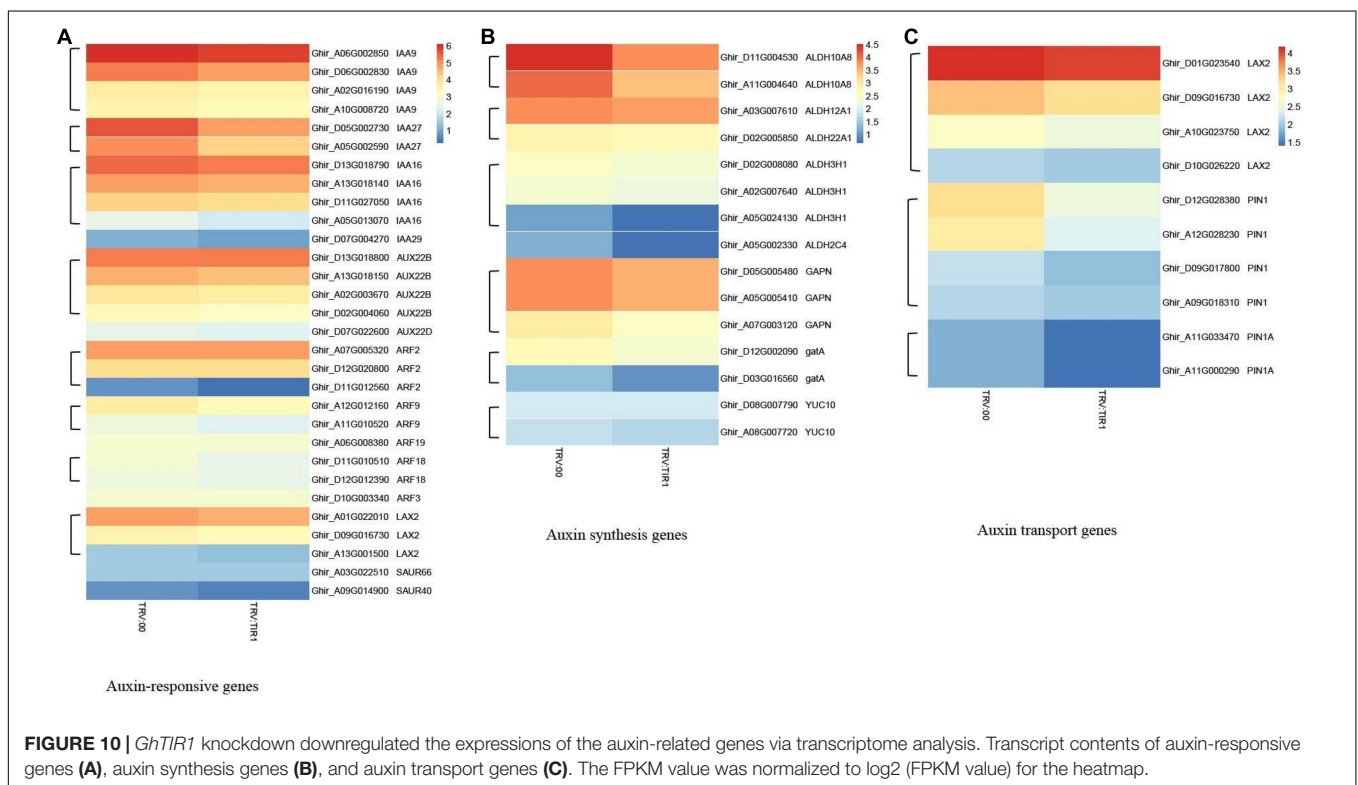 A
Ghir_A06G002850 IAA9
Ghir_D06G002830 IAA9
Ghir_A02G016190 IAA9
Ghir_A10G008720 IAA9
Ghir_D05G002730 IAA27
Ghir_A05G002590 IAA27
Ghir_D13G018790 IAA16
Ghir_A13G018140 IAA16
Ghir_D11G027050 IAA16
Ghir_A05G013070 IAA16
Ghir_D07G004270 IAA29
Ghir_D13G018800 AUX22B
Ghir_A13G018150 AUX22B
Ghir_A02G003670 AUX22B
Ghir_D02G004060 AUX22B
Ghir_D07G022600 AUX22D
Ghir_A07G005320 ARF2
Ghir_D12G020800 ARF2
Ghir_D11G012560 ARF2
Ghir_A12G012160 ARF9
Ghir_A11G010520 ARF9
Ghir_A06G008380 ARF19
Ghir_D11G010510 ARF18
Ghir_D12G012390 ARF18
Ghir_D10G003340 ARF3
Ghir_A01G022010 LAX2
Ghir_D09G016730 LAX2
Ghir_A13G001500 LAX2
Ghir_A03G022510 SAUR66
Ghir_A09G014900 SAUR40
6
5
4
3
2
1
TRV:00
TRV:TIR1
Auxin-responsive genes
B
Ghir_D11G004530 ALDH10A8
Ghir_A11G004640 ALDH10A8
Ghir_A03G007610 ALDH12A1
Ghir_D02G005850 ALDH22A1
Ghir_D02G008080 ALDH3H1
Ghir_A02G007640 ALDH3H1
Ghir_A05G024130 ALDH3H1
Ghir_A05G002330 ALDH2C4
Ghir_D05G005480 GAPN
Ghir_A05G005410 GAPN
Ghir_A07G003120 GAPN
Ghir_D12G002090 gatA
Ghir_D03G016560 gatA
Ghir_D08G007790 YUC10
Ghir_A08G007720 YUC10
4.5
4
3.5
3
2.5
2
1.5
1
TRV:00
TRV:TIR1
Auxin synthesis genes
C
Ghir_D01G023540 LAX2
Ghir_D09G016730 LAX2
Ghir_A10G023750 LAX2
Ghir_D10G026220 LAX2
Ghir_D12G028380 PIN1
Ghir_A12G028230 PIN1
Ghir_D09G017800 PIN1
Ghir_A09G018310 PIN1
Ghir_A11G033470 PIN1A
Ghir_A11G000290 PIN1A
4
3.5
3
2.5
2
1.5
TRV:00
TRV:TIR1
Auxin transport genes
FIGURE 10 | GhTIR1 knockdown downregulated the expressions of the auxin-related genes via transcriptome analysis. Transcript contents of auxin-responsive
genes (A), auxin synthesis genes (B), and auxin transport genes (C). The FPKM value was normalized to log2 (FPKM value) for the heatmap.